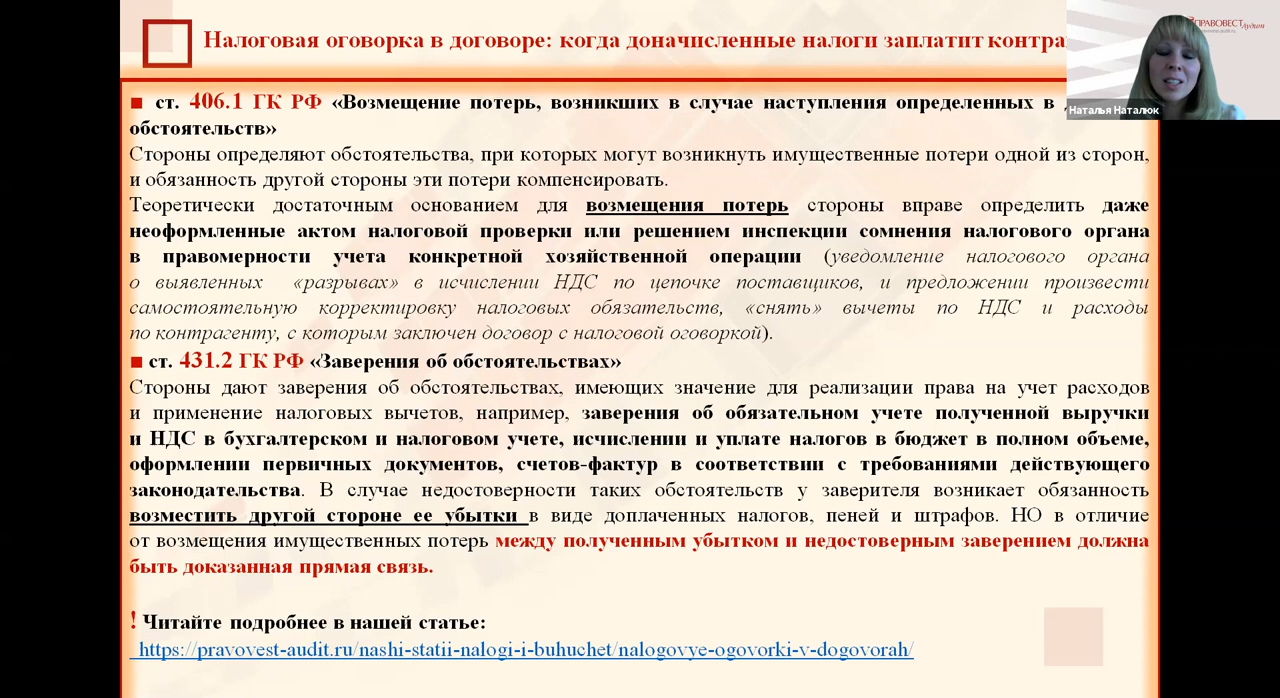 Налоговая оговорка в договоре: когда доначисленные налоги заплатит
ПРАВОВЕСТ Аудит
Наталья Наталюк
■ ст. 406.1 ГК РФ «Возмещение потерь, возникших в случае наступления определенных в
обстоятельств»
Стороны определяют обстоятельства, при которых могут возникнуть имущественные потери одной из сторон,
и обязанность другой стороны эти потери компенсировать.
Теоретически достаточным основанием для возмещения потерь стороны вправе определить даже
неоформленные актом налоговой проверки или решением инспекции сомнения налогового органа
в правомерности учета конкретной хозяйственной операции (уведомление налогового органа
о выявленных «разрывах» в исчислении НДС по цепочке поставщиков, и предложении произвести
самостоятельную корректировку налоговых обязательств, «снять» вычеты по НДС и расходы
по контрагенту, с которым заключен договор с налоговой оговоркой).
■ ст. 431.2 ГК РФ «Заверения об обстоятельствах»
Стороны дают заверения об обстоятельствах, имеющих значение для реализации права на учет расходов
и применение налоговых вычетов, например, заверения об обязательном учете полученной выручки
и НДС в бухгалтерском и налоговом учете, исчислении и уплате налогов в бюджет в полном объеме,
оформлении первичных документов, счетов-фактур в соответствии с требованиями действующего
законодательства. В случае недостоверности таких обстоятельств у заверителя возникает обязанность
возместить другой стороне ее убытки в виде доплаченных налогов, пеней и штрафов. НО в отличие
от возмещения имущественных потерь между полученным убытком и недостоверным заверением должна
быть доказанная прямая связь.
! Читайте подробнее в нашей статье:
https://pravovest-audit.ru/nashi-statii-nalogi-i-buhuchet/nalogovye-ogovorki-v-dogovorah/